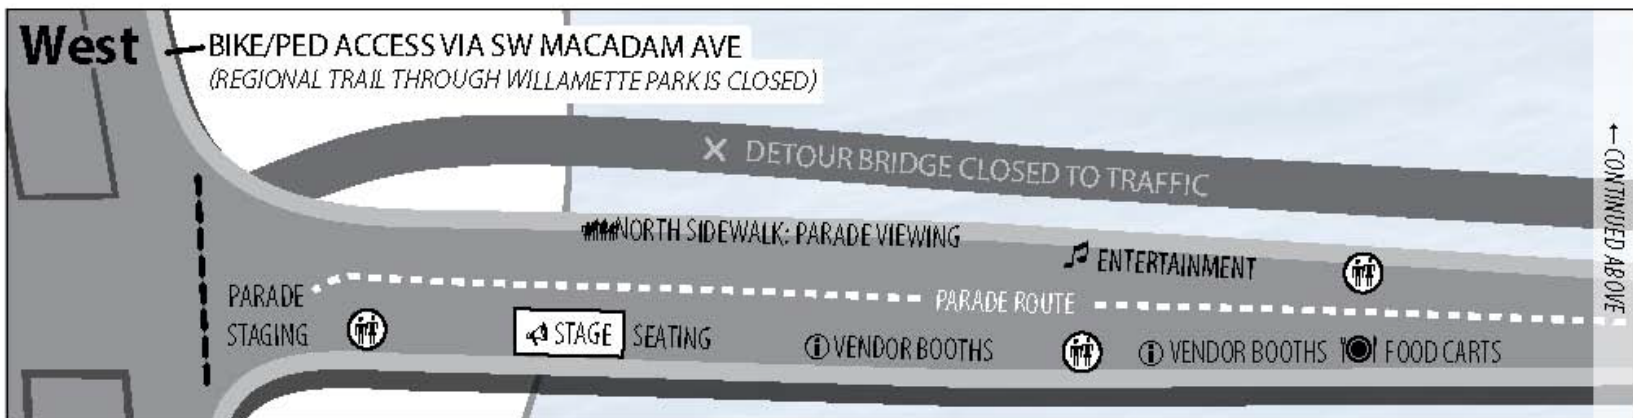 West
BIKE/PED ACCESS VIA SW MACADAM AVE
(REGIONAL TRAIL THROUGH WILLAMETTE PARK IS CLOSED)
DETOUR BRIDGE CLOSED TO TRAFFIC
← CONTINUED ABOVE
NORTH SIDEWALK: PARADE VIEWING
ENTERTAINMENT
PARADE
STAGING
PARADE ROUTE
STAGE SEATING
VENDOR BOOTHS
VENDOR BOOTHS
FOOD CARTS